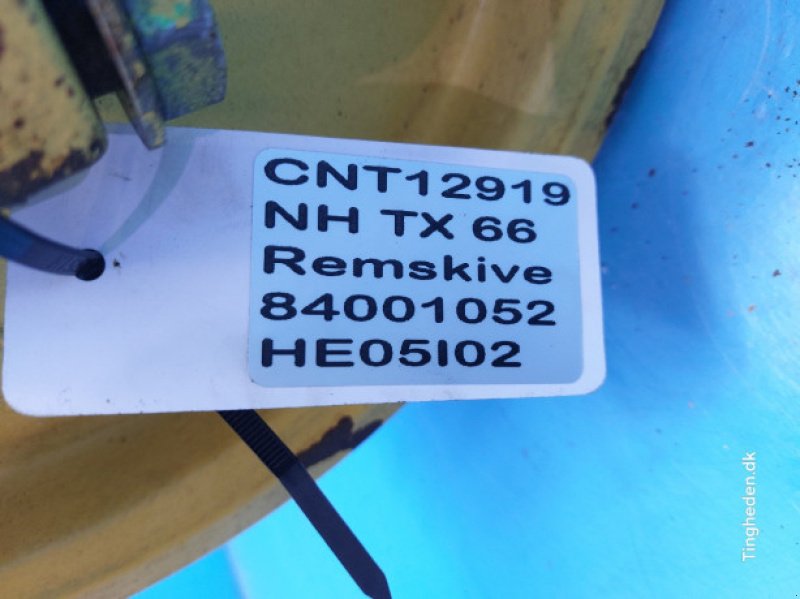 CNT12919
NH TX 66
Remskive
84001052
HE05I02
Tingheden.dk